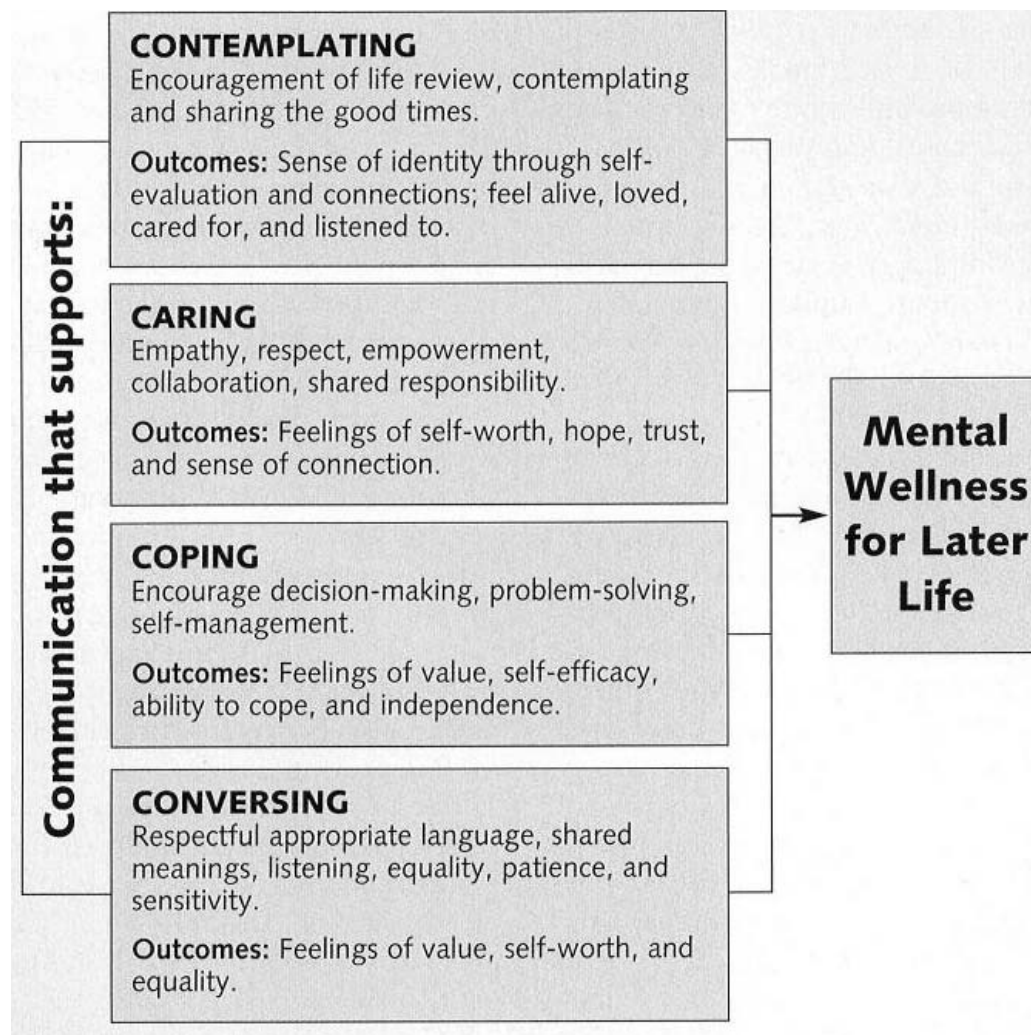 Communication that supports:
CONTEMPLATING
Encouragement of life review, contemplating
and sharing the good times.
Outcomes: Sense of identity through self-
evaluation and connections; feel alive, loved,
cared for, and listened to.
CARING
Empathy, respect, empowerment,
collaboration, shared responsibility.
Outcomes: Feelings of self-worth, hope, trust,
and sense of connection.
COPING
Encourage decision-making, problem-solving,
self-management.
Outcomes: Feelings of value, self-efficacy,
ability to cope, and independence.
CONVERSING
Respectful appropriate language, shared
meanings, listening, equality, patience, and
sensitivity.
Outcomes: Feelings of value, self-worth, and
equality.
Mental
Wellness
for Later
Life